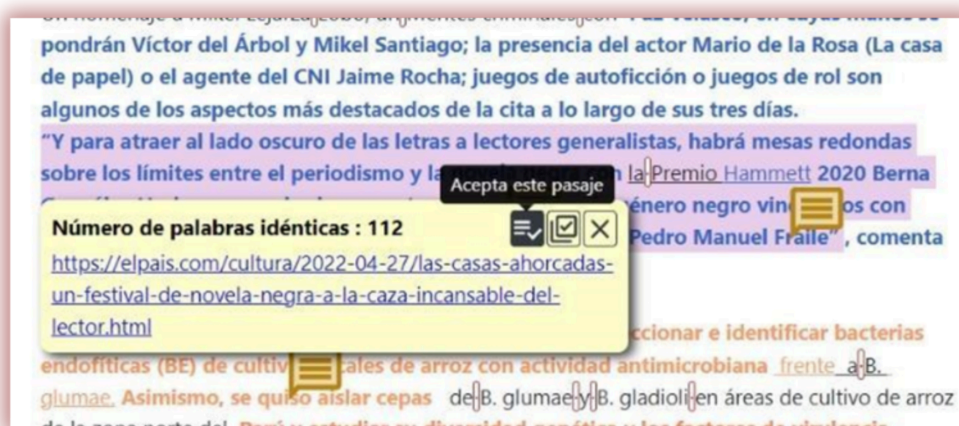 pondrán Víctor del Árbol y Mikel Santiago; la presencia del actor Mario de la Rosa (La casa
de papel) o el agente del CNI Jaime Rocha; juegos de autoficción o juegos de rol son
algunos de los aspectos más destacados de la cita a lo largo de sus tres días.
“Y para atraer al lado oscuro de las letras a lectores generalistas, habrá mesas redondas
sobre los límites entre el periodismo y la la Premio Hammett 2020 Berna
Acepta este pasaje
énero negro vin os con
Número de palabras idénticas : 112
Pedro Manuel Fraile” , comenta
https://elpais.com/cultura/2022-04-27/las-casas-ahorcadas-
un-festival-de-novela-negra-a-la-caza-incansable-del-
lector.html
ccionar e identificar bacterias
endofíticas (BE) de cultiv ales de arroz con actividad antimicrobiana frente a B.
glumae. Asimismo, se quiso aislar cepas de B. glumae y B. gladioli en áreas de cultivo de arroz